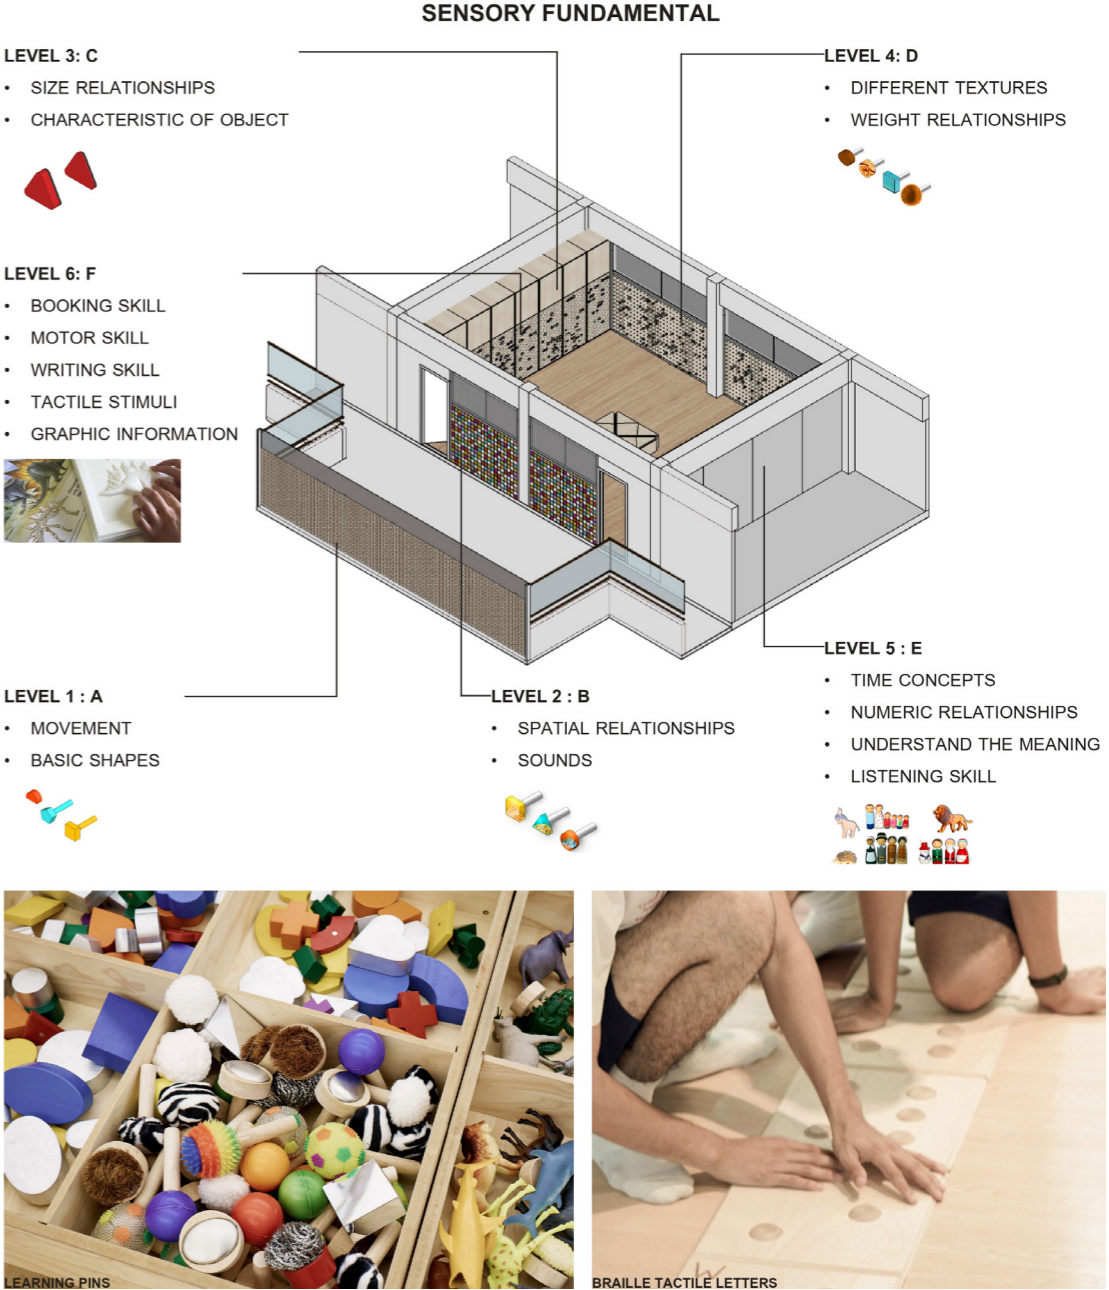 SENSORY FUNDAMENTAL
LEVEL 3: C
• SIZE RELATIONSHIPS
• CHARACTERISTIC OF OBJECT
LEVEL 4: D
• DIFFERENT TEXTURES
• WEIGHT RELATIONSHIPS
LEVEL 6: F
• BOOKING SKILL
• MOTOR SKILL
• WRITING SKILL
• TACTILE STIMULI
• GRAPHIC INFORMATION
LEVEL 1 : A
• MOVEMENT
• BASIC SHAPES
LEVEL 2 : B
• SPATIAL RELATIONSHIPS
• SOUNDS
LEVEL 5 : E
• TIME CONCEPTS
• NUMERIC RELATIONSHIPS
• UNDERSTAND THE MEANING
• LISTENING SKILL
LEARNING PINS
BRAILLE TACTILE LETTERS